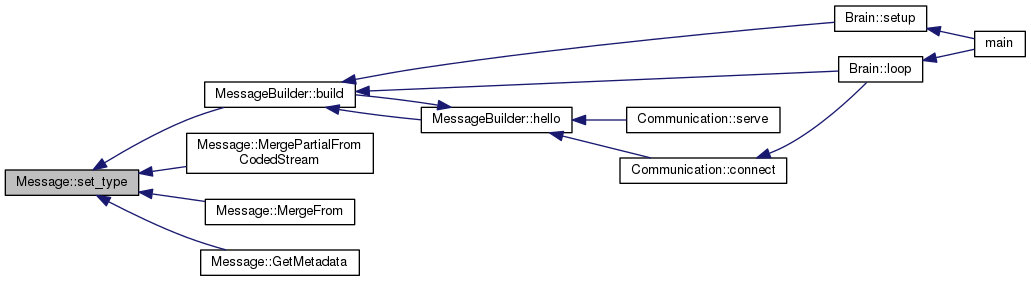 Brain::setup
main
Brain::loop
MessageBuilder::build
MessageBuilder::hello
Communication::serve
Message::MergePartialFrom
CodedStream
Communication::connect
Message::set_type
Message::MergeFrom
Message::GetMetadata